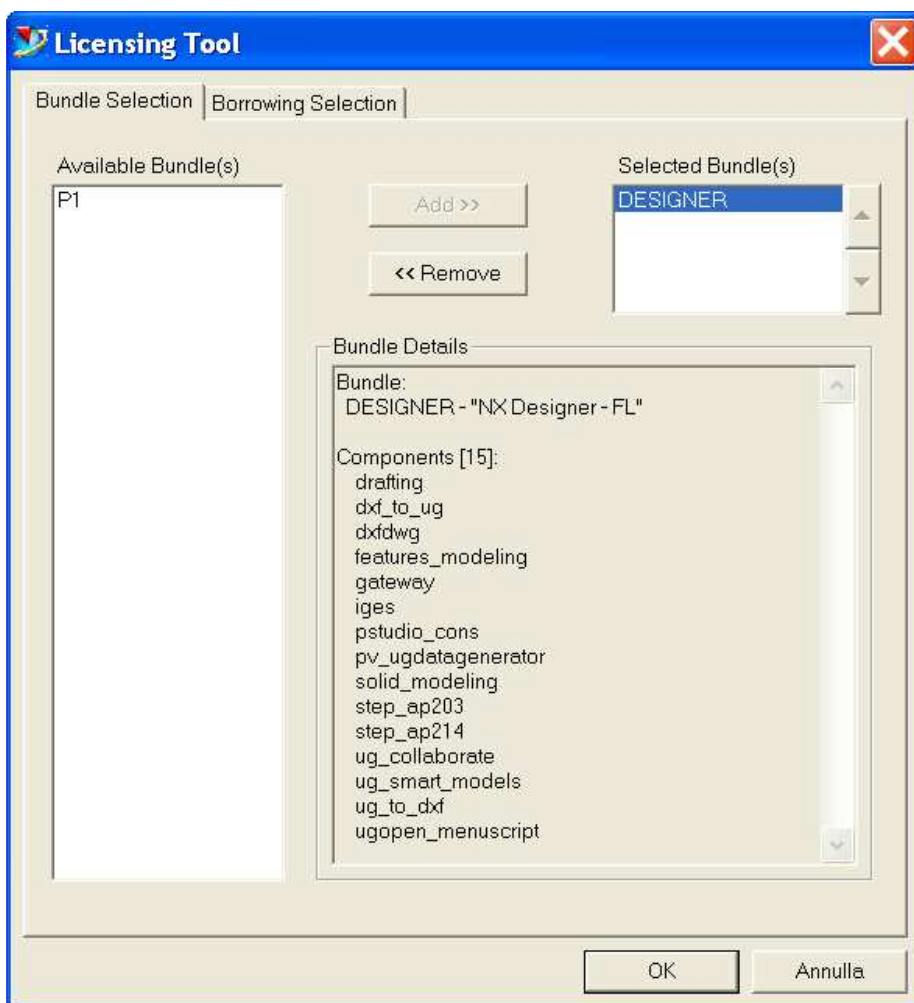 Licensing Tool
Bundle Selection
Borrowing Selection
Available Bundle(s)
P1
Add >>
<< Remove
Selected Bundle(s)
DESIGNER
Bundle Details
Bundle:
DESIGNER - "NX Designer - FL"
Components [15]:
drafting
dxf_to_ug
dxfdwg
features_modeling
gateway
iges
pstudio_cons
pv_ugdatagenerator
solid_modeling
step_ap203
step_ap214
ug_collaborate
ug_smart_models
ug_to_dxf
ugopen_menuscript
OK
Annulla